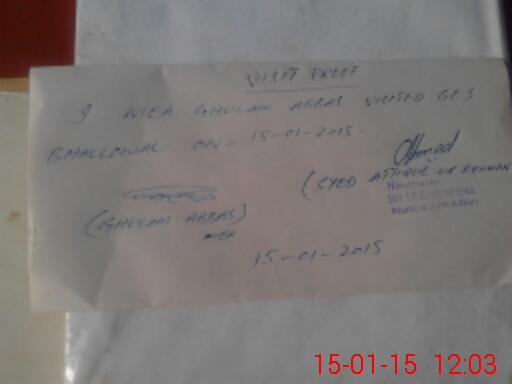 VISIT PROOF
I MEA GHULAM ABBAS VISITED GES
BHALLOWAL ON - 15-01-2015.
(SYED ATTIQUE UR REHMAN
(GHULAM ABBAS)
MEA
15-01-2015
15-01-15 12:03